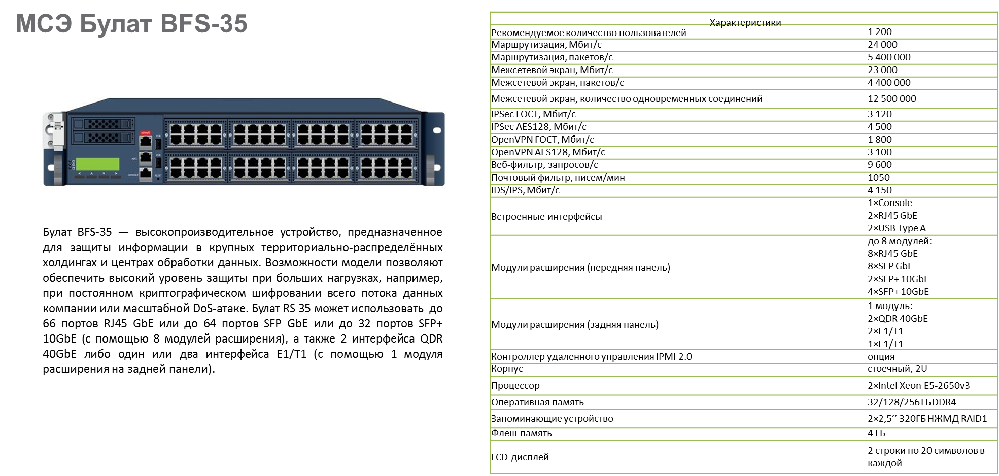 МСЭ Булат BFS-35
USB
USB
eth1
CONSOLE
RESET
Булат BFS-35 — высокопроизводительное устройство, предназначенное
для защиты информации в крупных территориально-распределённых
холдингах и центрах обработки данных. Возможности модели позволяют
обеспечить высокий уровень защиты при больших нагрузках, например,
при постоянном криптографическом шифровании всего потока данных
компании или масштабной DoS-атаке. Булат RS 35 может использовать до
66 портов RJ45 GbE или до 64 портов SFP GbE или до 32 портов SFP+
10GbE (с помощью 8 модулей расширения), а также 2 интерфейса QDR
40GbE либо один или два интерфейса E1/T1 (с помощью 1 модуля
расширения на задней панели).
Характеристики
Рекомендуемое количество пользователей 1 200
Маршрутизация, Мбит/с 24 000
Маршрутизация, пакетов/с 5 400 000
Межсетевой экран, Мбит/с 23 000
Межсетевой экран, пакетов/с 4 400 000
Межсетевой экран, количество одновременных соединений 12 500 000
IPSec ГОСТ, Мбит/с 3 120
IPSec AES128, Мбит/с 4 500
OpenVPN ГОСТ, Мбит/с 1 800
OpenVPN AES128, Мбит/с 3 100
Веб-фильтр, запросов/с 9 600
Почтовый фильтр, писем/мин 1050
IDS/IPS, Мбит/с 4 150
Встроенные интерфейсы
1×Console
2×RJ45 GbE
2×USB Type A
Модули расширения (передняя панель)
до 8 модулей:
8×RJ45 GbE
8×SFP GbE
2×SFP+ 10GbE
4×SFP+ 10GbE
Модули расширения (задняя панель)
1 модуль:
2×QDR 40GbE
2×E1/T1
1×E1/T1
Контроллер удаленного управления IPMI 2.0 опция
Корпус стоечный, 2U
Процессор 2×Intel Xeon E5-2650v3
Оперативная память 32/128/256 ГБ DDR4
Запоминающие устройство 2×2,5’’ 320ГБ НЖМД RAID1
Флеш-память 4 ГБ
LCD-дисплей
2 строки по 20 символов в
каждой